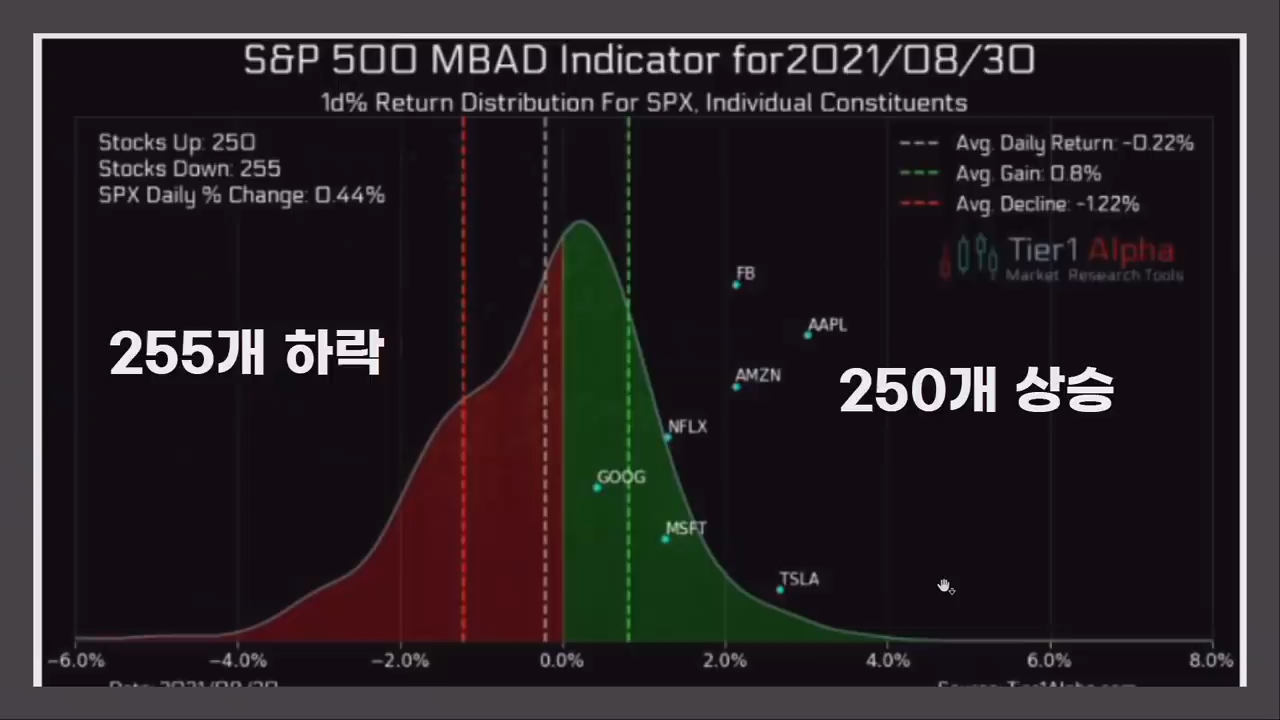 S&P 500 MBAD Indicator for2021/08/30
1d% Return Distribution For SPX, Individual Constituents
Stocks Up: 250
Stocks Down: 255
SPX Daily % Change: 0.44%
Avg. Daily Return: -0.22%
Avg. Gain: 0.8%
Avg. Decline: -1.22%
Tier1 Alpha
Market Research Tools
FB
AAPL
255개 하락
AMZN
250개 상승
NFLX
GOOG
MSFT
TSLA
-6.0% -4.0% -2.0% 0.0% 2.0% 4.0% 6.0% 8.0%